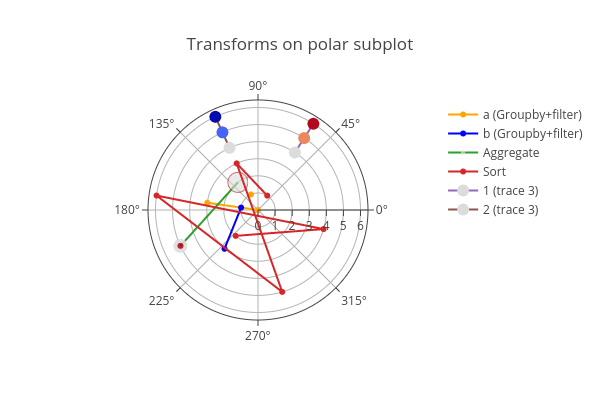 Transforms on polar subplot
90°
135°
45°
180°
0°
0 1 2 3 4 5 6
225°
315°
270°
a (Groupby+filter)
b (Groupby+filter)
Aggregate
Sort
1 (trace 3)
2 (trace 3)